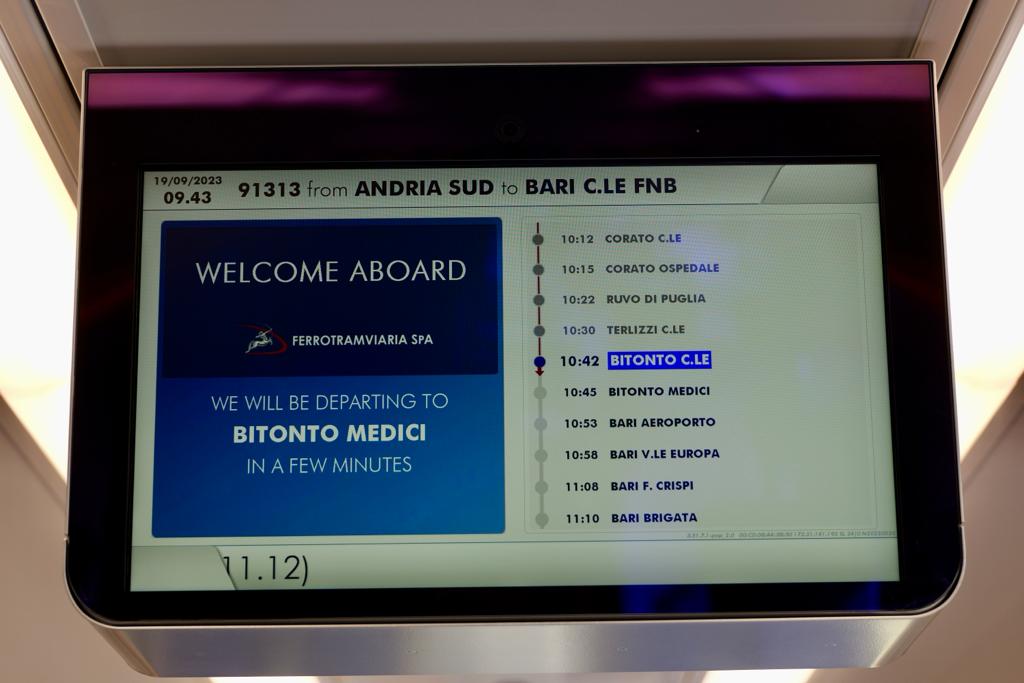 19/09/2023
09.43
91313 from ANDRIA SUD to BARI C.LE FNB
WELCOME ABOARD
FERROTRAMVIARIA SPA
WE WILL BE DEPARTING TO
BITONTO MEDICI
IN A FEW MINUTES
10:12 CORATO C.LE
10:15 CORATO OSPEDALE
10:22 RUVO DI PUGLIA
10:30 TERLIZZI C.LE
10:42 BITONTO C.LE
10:45 BITONTO MEDICI
10:53 BARI AEROPORTO
10:58 BARI V.LE EUROPA
11:08 BARI F. CRISPI
11:10 BARI BRIGATA
11.12)